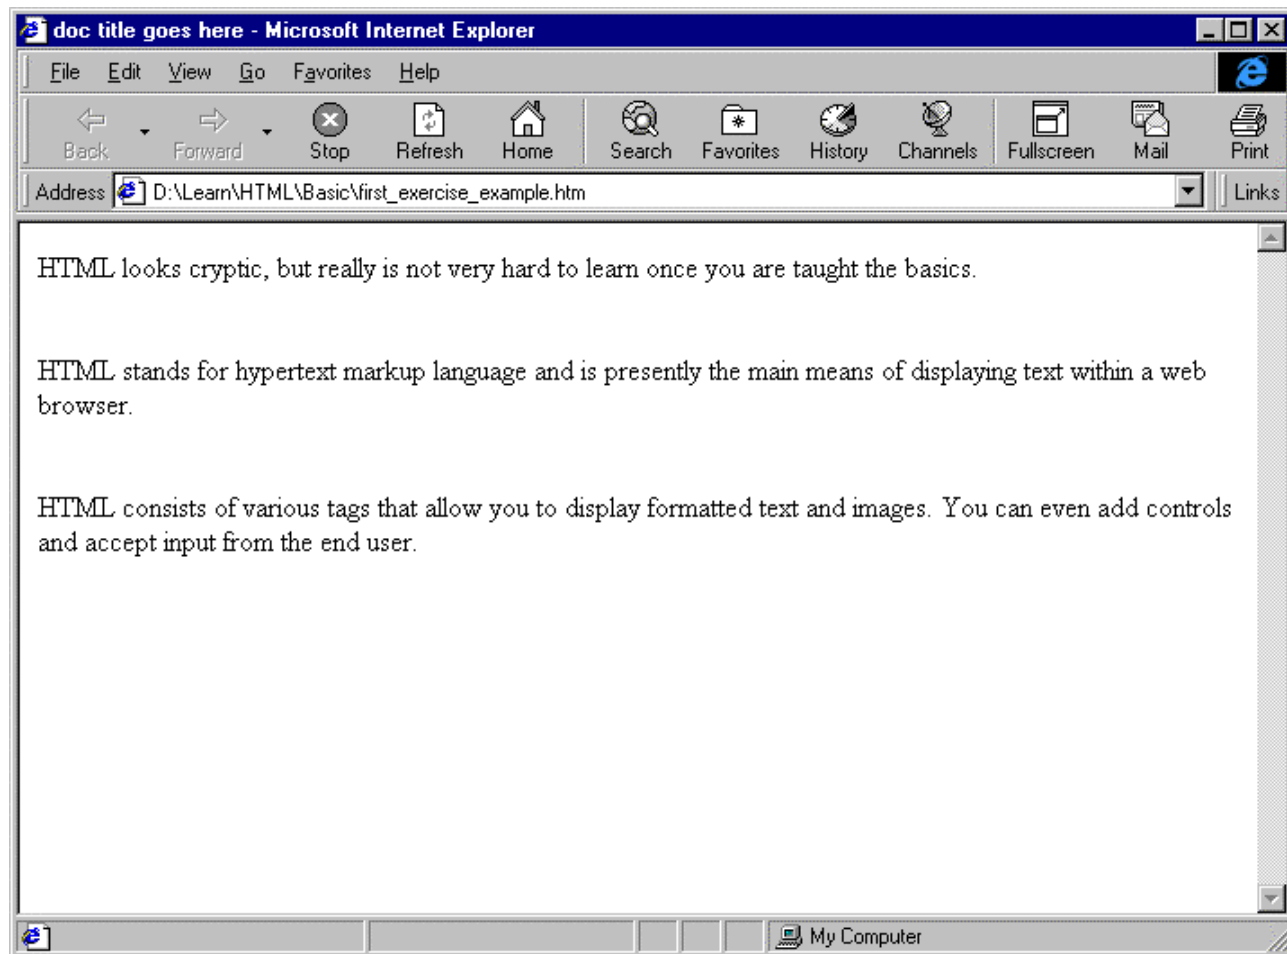 doc title goes here - Microsoft Internet Explorer
File Edit View Go Favorites Help
Back Forward Stop Refresh Home Search Favorites History Channels Fullscreen Mail Print
Address D:\Learn\HTML\Basic\first_exercise_example.htm Links
HTML looks cryptic, but really is not very hard to learn once you are taught the basics.
HTML stands for hypertext markup language and is presently the main means of displaying text within a web
browser.
HTML consists of various tags that allow you to display formatted text and images. You can even add controls
and accept input from the end user.
My Computer